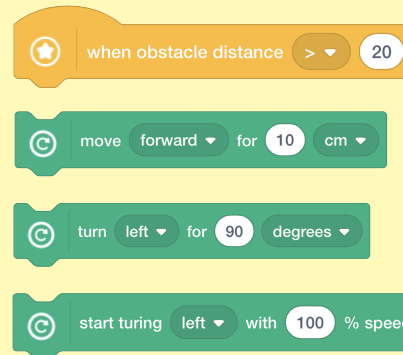 when obstacle distance > 20
move forward for 10 cm
turn left for 90 degrees
start turing left with 100 % spee